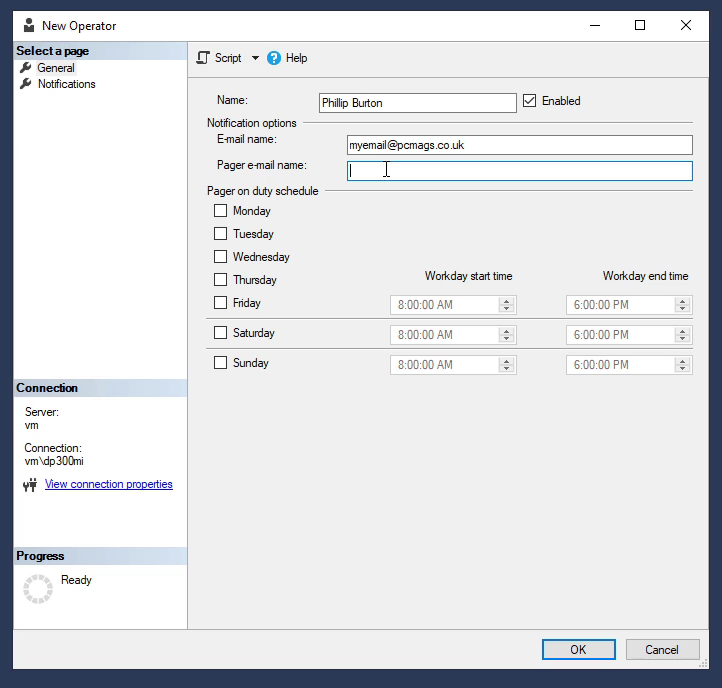 New Operator
Select a page
General
Notifications
Script Help
Name: Phillip Burton Enabled
Notification options
E-mail name: myemail@pcmags.co.uk
Pager e-mail name:
Pager on duty schedule
Monday
Tuesday
Wednesday
Thursday Workday start time Workday end time
Friday 8:00:00 AM 6:00:00 PM
Saturday 8:00:00 AM 6:00:00 PM
Sunday 8:00:00 AM 6:00:00 PM
Connection
Server:
vm
Connection:
vm\dp300mi
View connection properties
Progress
Ready
OK Cancel